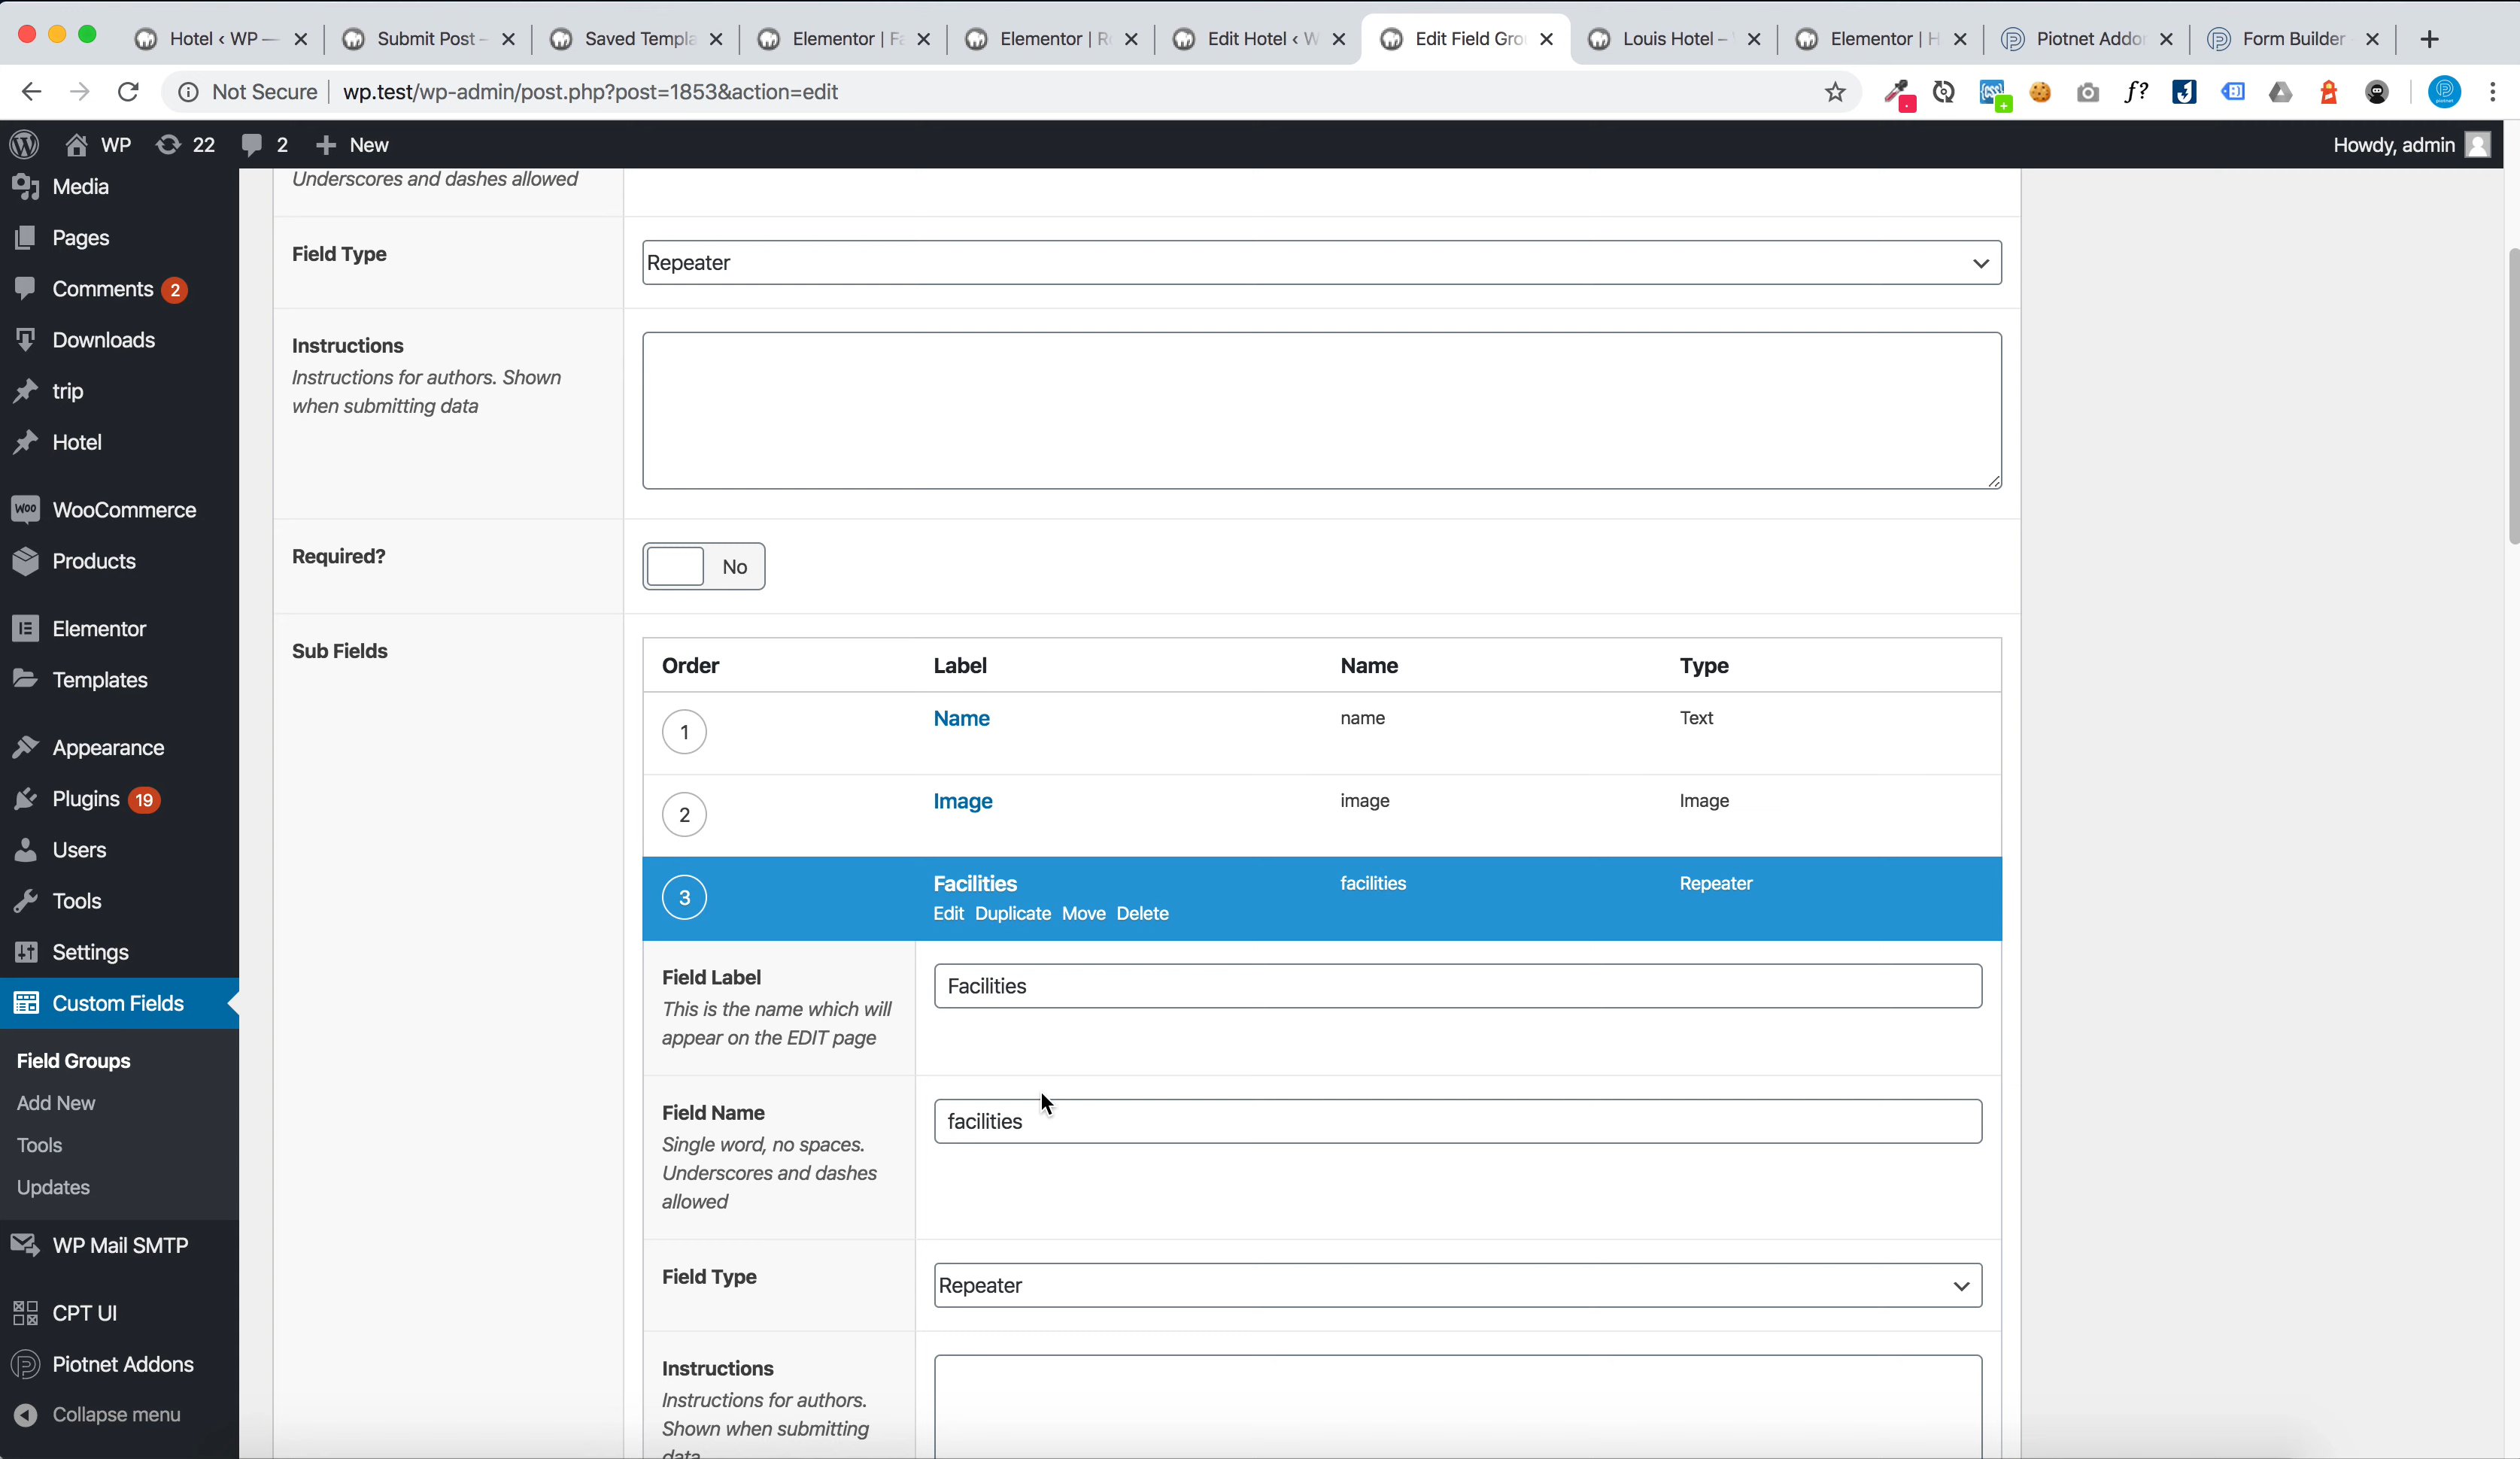 Hotel ‹ WP —
Submit Post –
Saved Templa
Elementor | Fa
Elementor | R
Edit Hotel ‹ W
Edit Field Gro
Louis Hotel –
Elementor | H
Piotnet Addon
Form Builder
Not Secure
wp.test/wp-admin/post.php?post=1853&action=edit
WP
22
2
New
Howdy, admin
Media
Pages
Comments 2
Downloads
trip
Hotel
WooCommerce
Products
Elementor
Templates
Appearance
Plugins 19
Users
Tools
Settings
Custom Fields
Field Groups
Add New
Tools
Updates
WP Mail SMTP
CPT UI
Piotnet Addons
Collapse menu
Underscores and dashes allowed
Field Type
Repeater
Instructions
Instructions for authors. Shown
when submitting data
Required?
No
Sub Fields
Order Label Name Type
1 Name name Text
2 Image image Image
3 Facilities facilities Repeater
Edit Duplicate Move Delete
Field Label
This is the name which will
appear on the EDIT page
Facilities
Field Name
Single word, no spaces.
Underscores and dashes
allowed
facilities
Field Type
Repeater
Instructions
Instructions for authors.
Shown when submitting
data